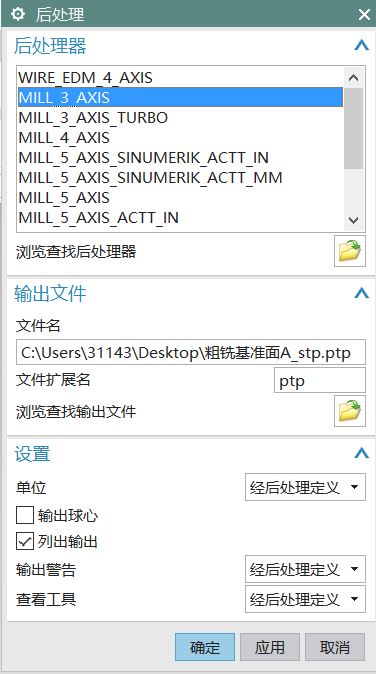 后处理
后处理器
WIRE_EDM_4_AXIS
MILL_3_AXIS
MILL_3_AXIS_TURBO
MILL_4_AXIS
MILL_5_AXIS_SINUMERIK_ACTT_IN
MILL_5_AXIS_SINUMERIK_ACTT_MM
MILL_5_AXIS
MILL_5_AXIS_ACTT_IN
浏览查找后处理器
输出文件
文件名
C:\Users\31143\Desktop\粗铣基准面A_stp.ptp
文件扩展名 ptp
浏览查找输出文件
设置
单位 经后处理定义
输出球心
列出输出
输出警告 经后处理定义
查看工具 经后处理定义
确定 应用 取消